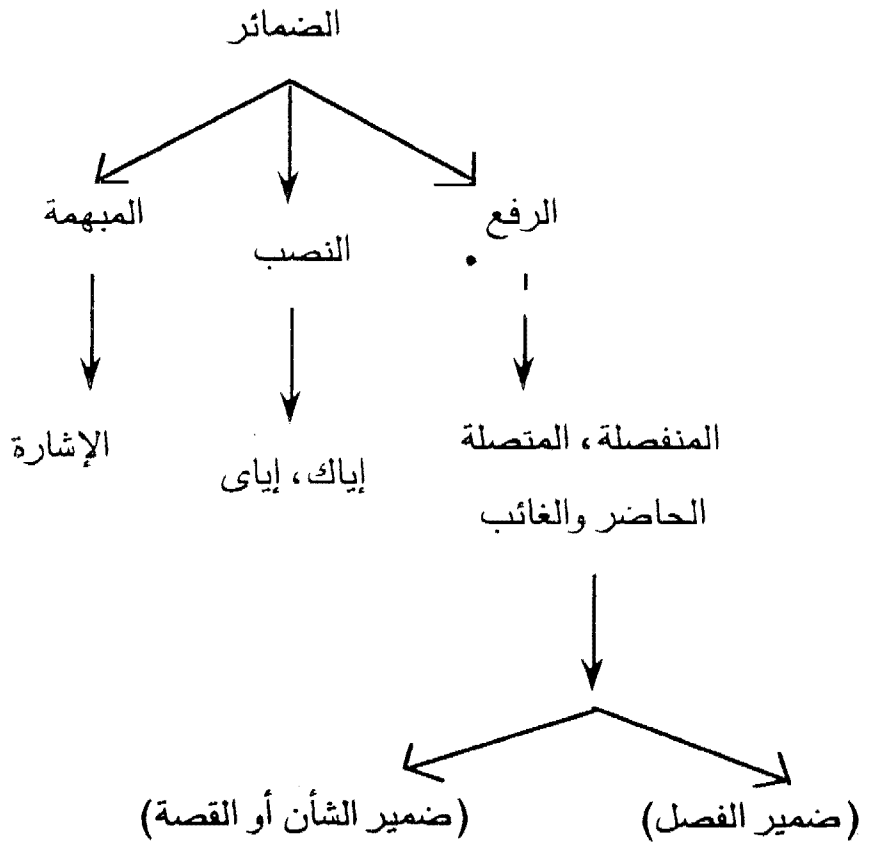 الضمائر
الرفع
النصب
المبهمة
المنفصلة، المتصلة
الحاضر والغائب
إياك، إياى
الإشارة
(ضمير الفصل)
(ضمير الشأن أو القصة)